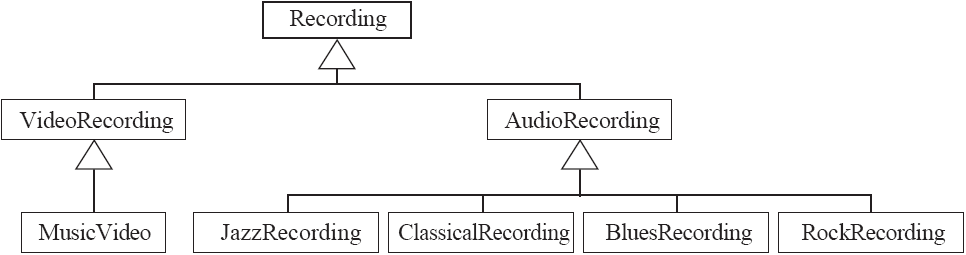 Recording
VideoRecording
AudioRecording
MusicVideo
JazzRecording
ClassicalRecording
BluesRecording
RockRecording